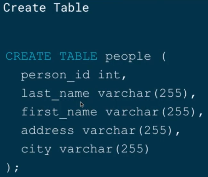 Create Table
CREATE TABLE people (
person_id int,
last_name varchar(255),
first_name varchar(255),
address varchar(255),
city varchar(255)
);